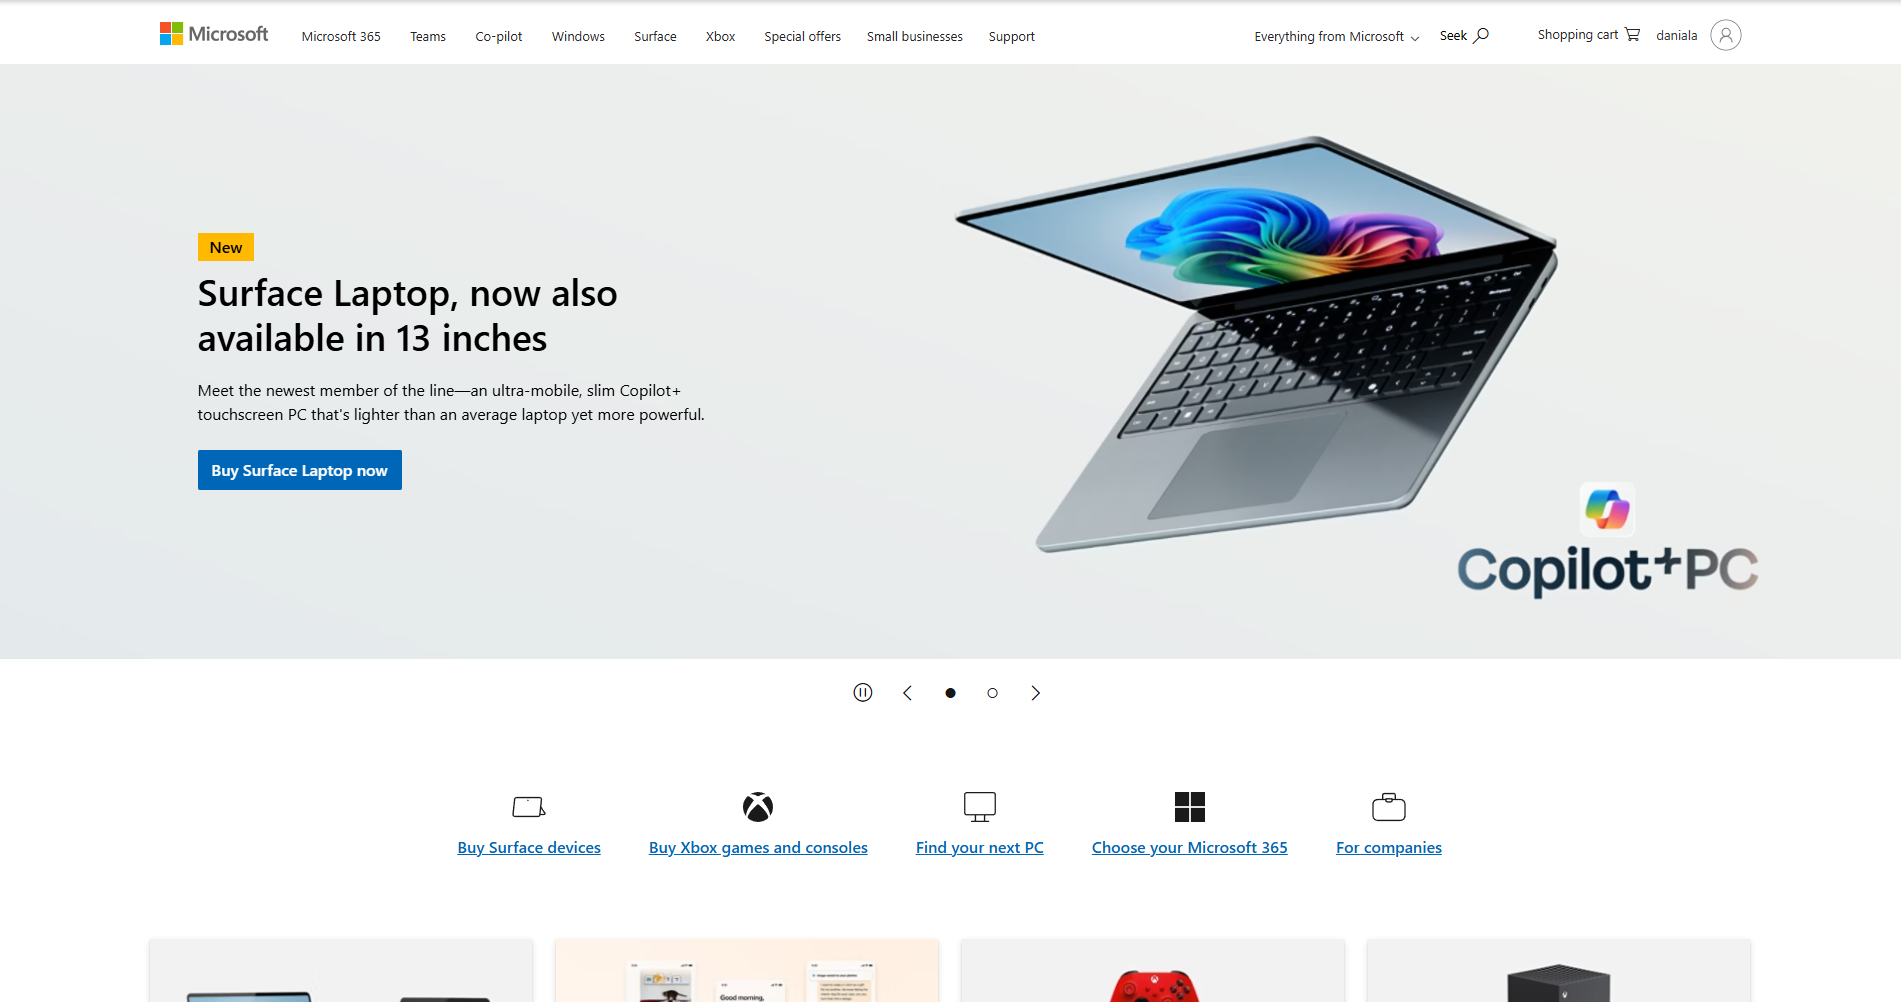 Microsoft
Microsoft 365
Teams
Co-pilot
Windows
Surface
Xbox
Special offers
Small businesses
Support
Everything from Microsoft
Seek
Shopping cart
daniala
New
Surface Laptop, now also
available in 13 inches
Meet the newest member of the line—an ultra-mobile, slim Copilot+
touchscreen PC that's lighter than an average laptop yet more powerful.
Buy Surface Laptop now
Copilot+PC
Buy Surface devices
Buy Xbox games and consoles
Find your next PC
Choose your Microsoft 365
For companies
Good morning,